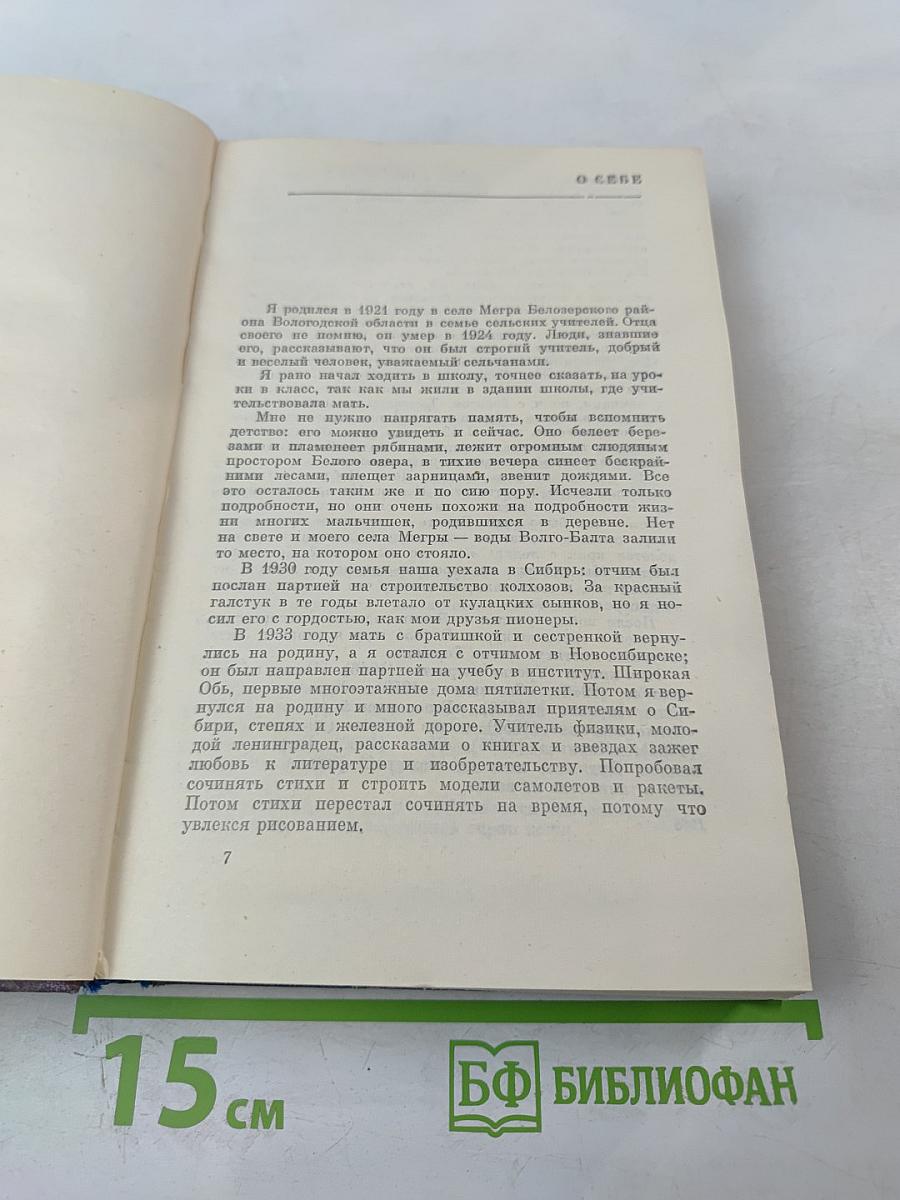 О СЕБЕ
Я родился в 1921 году в селе Мегра Белозерского рай-
она Вологодской области в семье сельских учителей. Отца
своего не помню, он умер в 1924 году. Люди, знавшие
его, рассказывают, что он был строгий учитель, добрый
и веселый человек, уважаемый сельчанами.
Я рано начал ходить в школу, точнее сказать, на уро-
ки в класс, так как мы жили в здании школы, где учи-
тельствовала мать.
Мне не нужно напрягать память, чтобы вспомнить
детство: его можно увидеть и сейчас. Оно белеет бере-
зами и пламенеет рябинами, лежит огромным слюдяным
простором Белого озера, в тихие вечера синеет бескрай-
ними лесами, плещет зарницами, звенит дождями. Все
это осталось таким же и по сию пору. Исчезли только
подробности, но они очень похожи на подробности жиз-
ни многих мальчишек, родившихся в деревне. Нет
на свете и моего села Мегры — воды Волго-Балта залили
то место, на котором оно стояло.
В 1930 году семья наша уехала в Сибирь: отчим был
послан партией на строительство колхозов. За красный
галстук в те годы влетало от кулацких сынков, но я но-
сил его с гордостью, как мои друзья пионеры.
В 1933 году мать с братишкой и сестренкой верну-
лись на родину, а я остался с отчимом в Новосибирске;
он был направлен партией на учебу в институт. Широкая
Обь, первые многоэтажные дома пятилетки. Потом я вер-
нулся на родину и много рассказывал приятелям о Си-
бири, степях и железной дороге. Учитель физики, моло-
дой ленинградец, рассказами о книгах и звездах зажег
любовь к литературе и изобретательству. Попробовал
сочинять стихи и строить модели самолетов и ракеты.
Потом стихи перестал сочинять на время, потому что
увлекся рисованием.
7
15 см
БФ БИБЛИОФАН